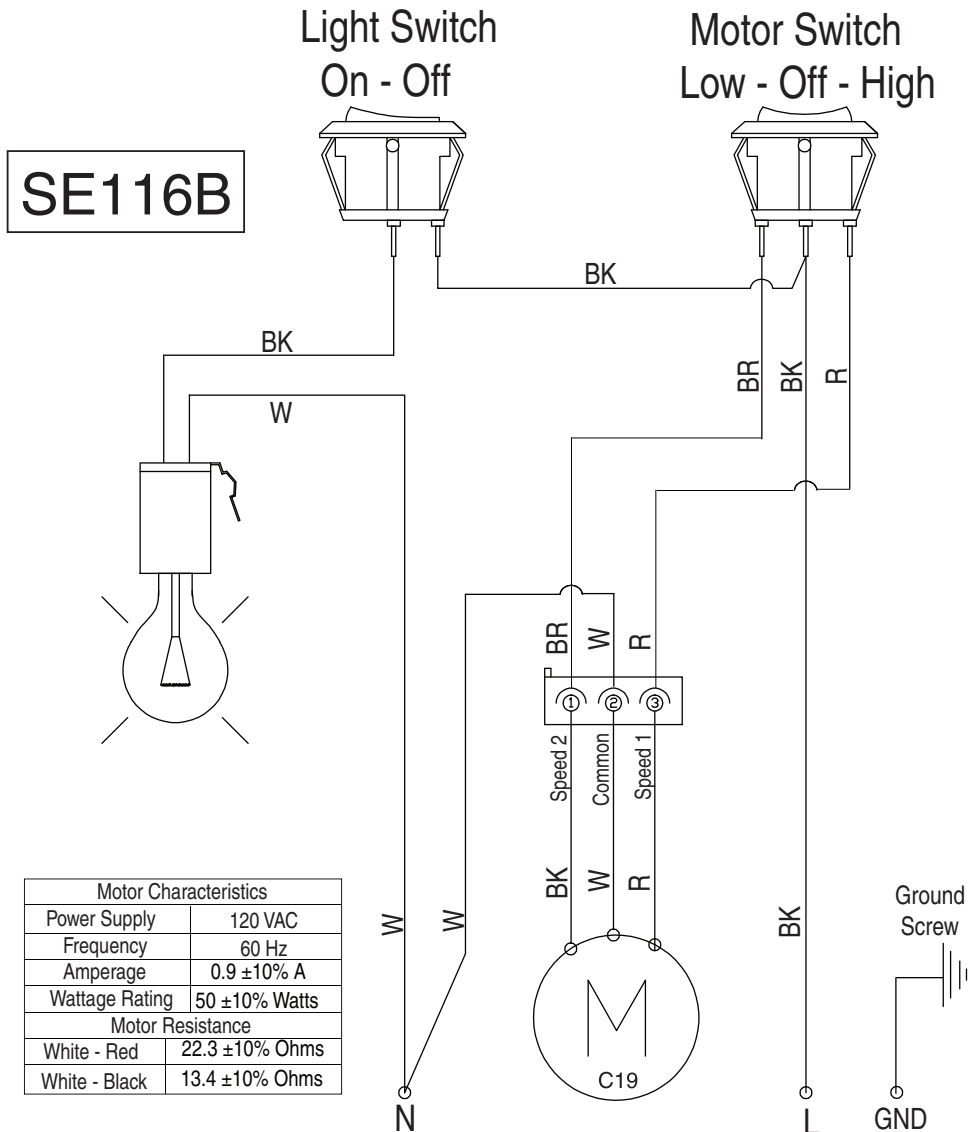 Light Switch
On - Off
Motor Switch
Low - Off - High
SE116B
BK
BK
W
BR
BK
R
BR
W
R
1
2
3
Speed 2
Common
Speed 1
BK
W
R
W
W
BK
Ground
Screw
Motor Characteristics
Power Supply 120 VAC
Frequency 60 Hz
Amperage 0.9 ±10% A
Wattage Rating 50 ±10% Watts
Motor Resistance
White - Red 22.3 ±10% Ohms
White - Black 13.4 ±10% Ohms
M
C19
N
L
GND